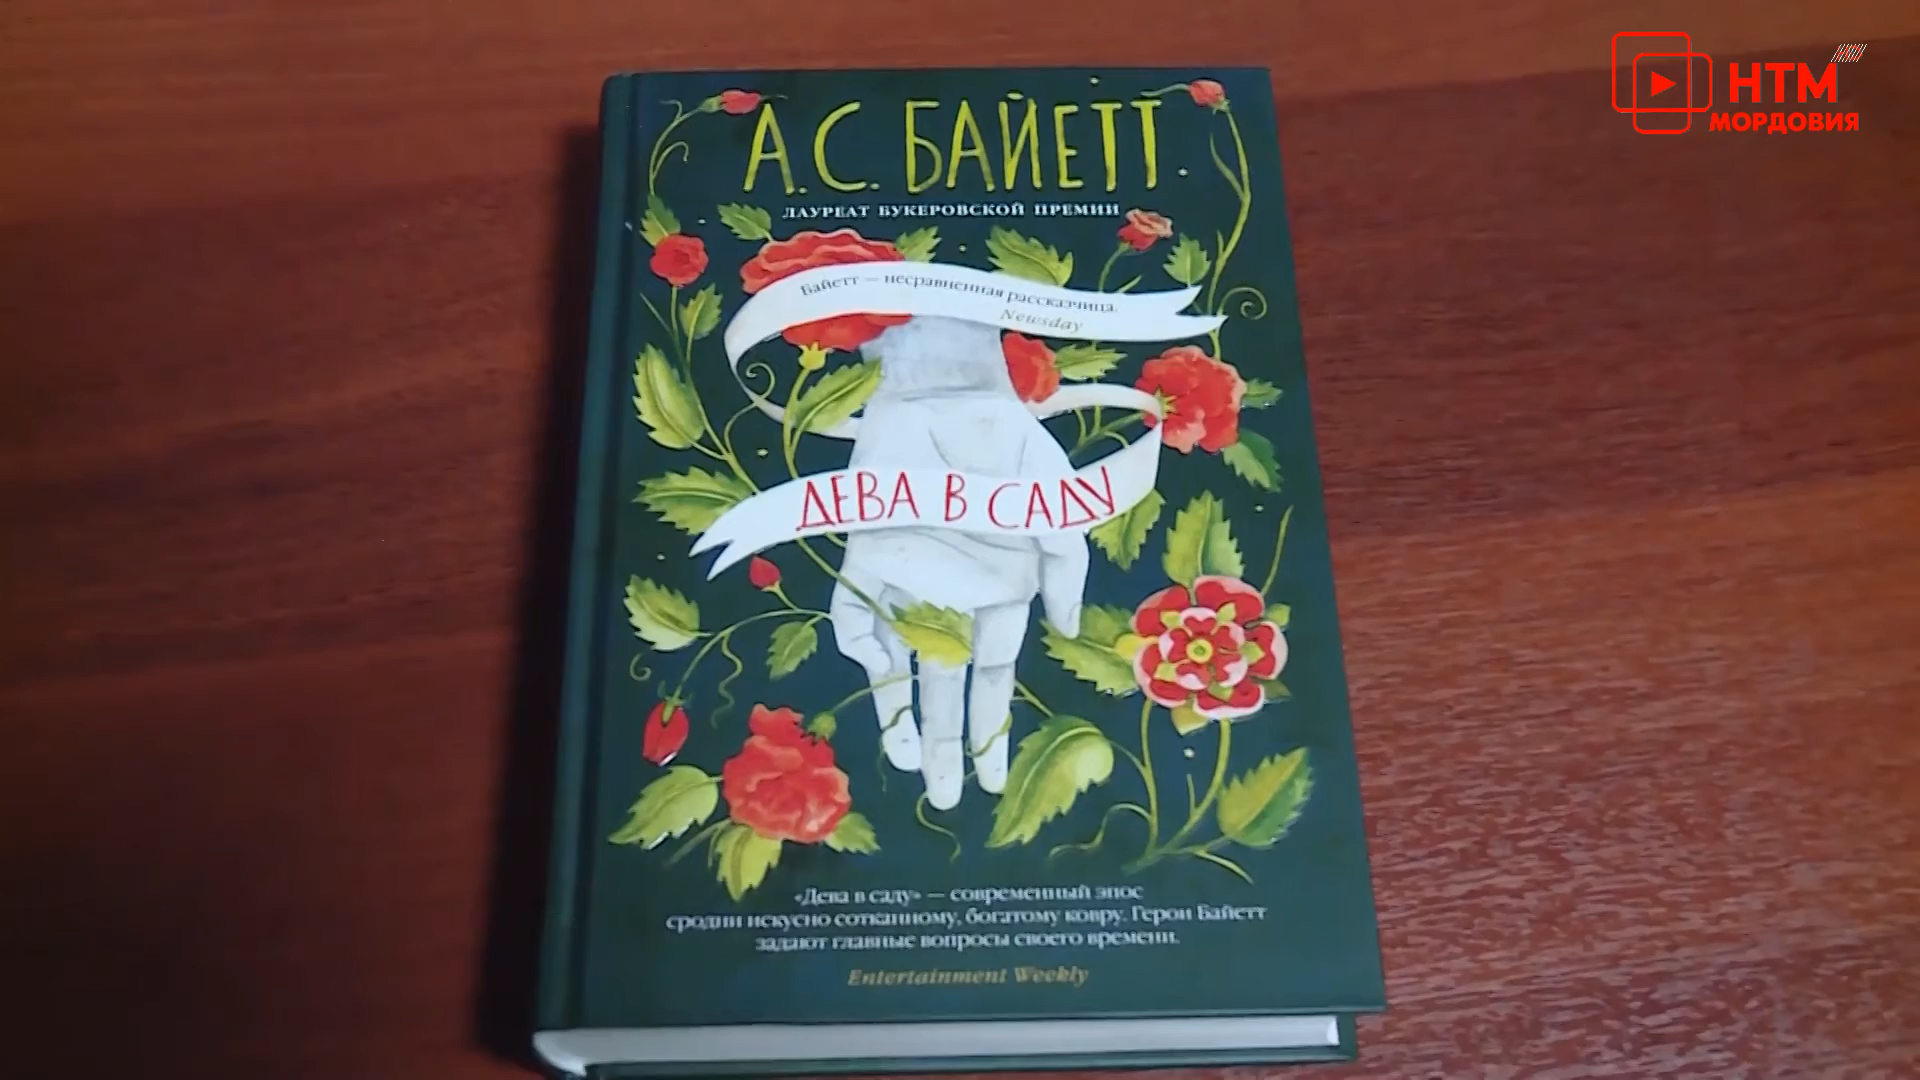 А.С. БАЙЕТТ.
ЛАУРЕАТ БУКЕРОВСКОЙ ПРЕМИИ
Байетт — несравненная рассказчица.
Newsday
ДЕВА В САДУ
«Дева в саду» — современный эпос
сродни искусно сотканному, богатому ковру. Герои Байетт
задают главные вопросы своего времени.
Entertainment Weekly
НТМ
МОРДОВИЯ